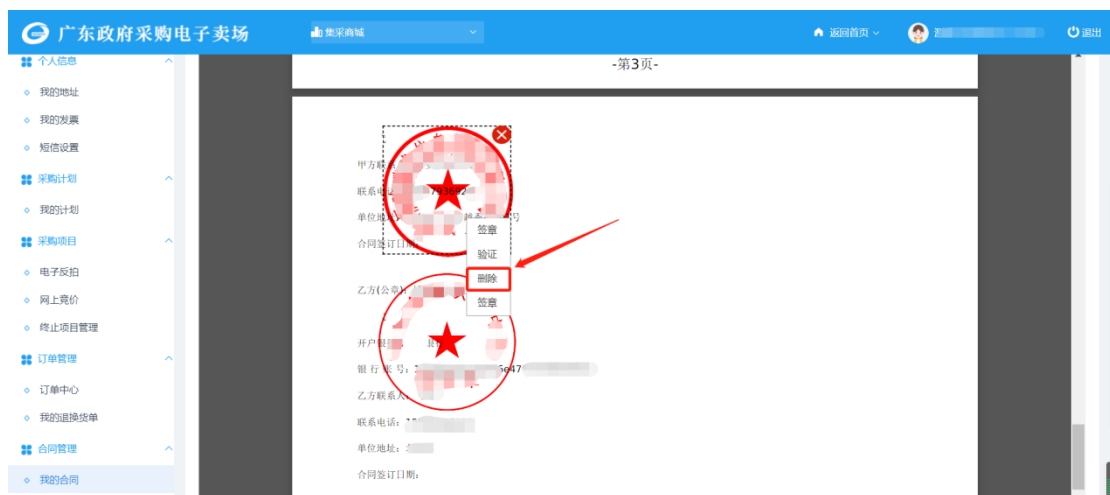 广东政府采购电子卖场
集采商城
返回首页
退出
个人信息
我的地址
我的发票
短信设置
采购计划
我的计划
采购项目
电子反拍
网上竞价
终止项目管理
订单管理
订单中心
我的退换货单
合同管理
我的合同
-第3页-
甲方联
联系电
793692
单位地
号
合同签订日期
签章
验证
删除
签章
乙方(公章):
开户银
银 行 账 号:
5e47
乙方联系人
联系电话:
单位地址:
合同签订日期: